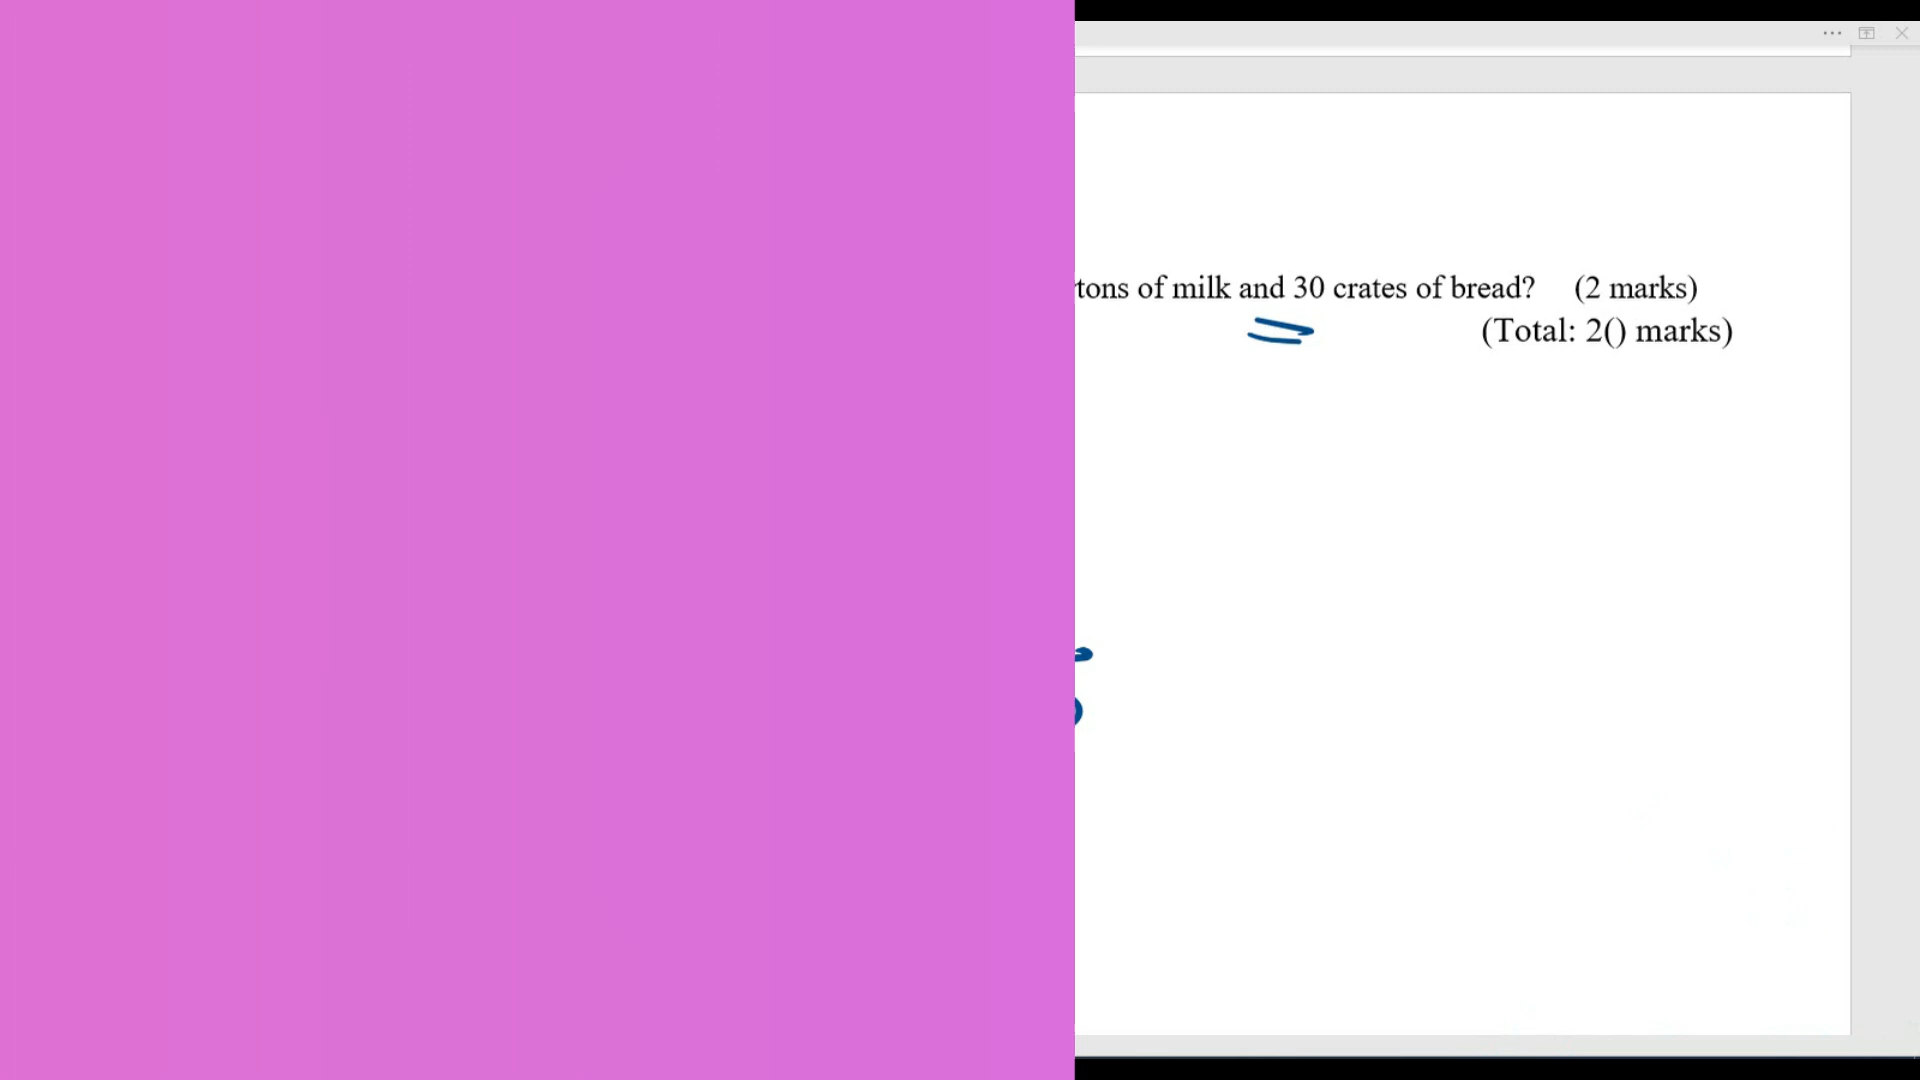 tons of milk and 30 crates of bread? (2 marks)
(Total: 2() marks)